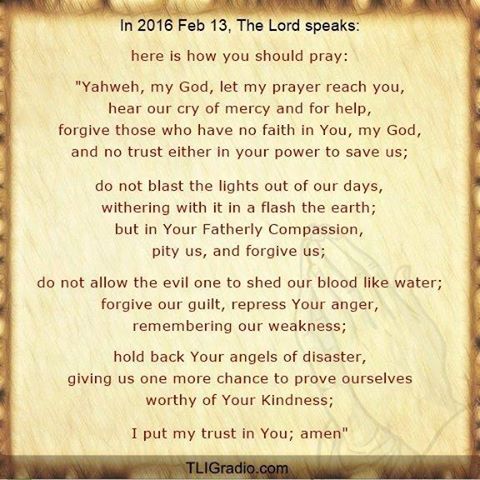 In 2016 Feb 13, The Lord speaks:
here is how you should pray:
"Yahweh, my God, let my prayer reach you,
hear our cry of mercy and for help,
forgive those who have no faith in You, my God,
and no trust either in your power to save us;
do not blast the lights out of our days,
withering with it in a flash the earth;
but in Your Fatherly Compassion,
pity us, and forgive us;
do not allow the evil one to shed our blood like water;
forgive our guilt, repress Your anger,
remembering our weakness;
hold back Your angels of disaster,
giving us one more chance to prove ourselves
worthy of Your Kindness;
I put my trust in You; amen"
TLIGradio.com